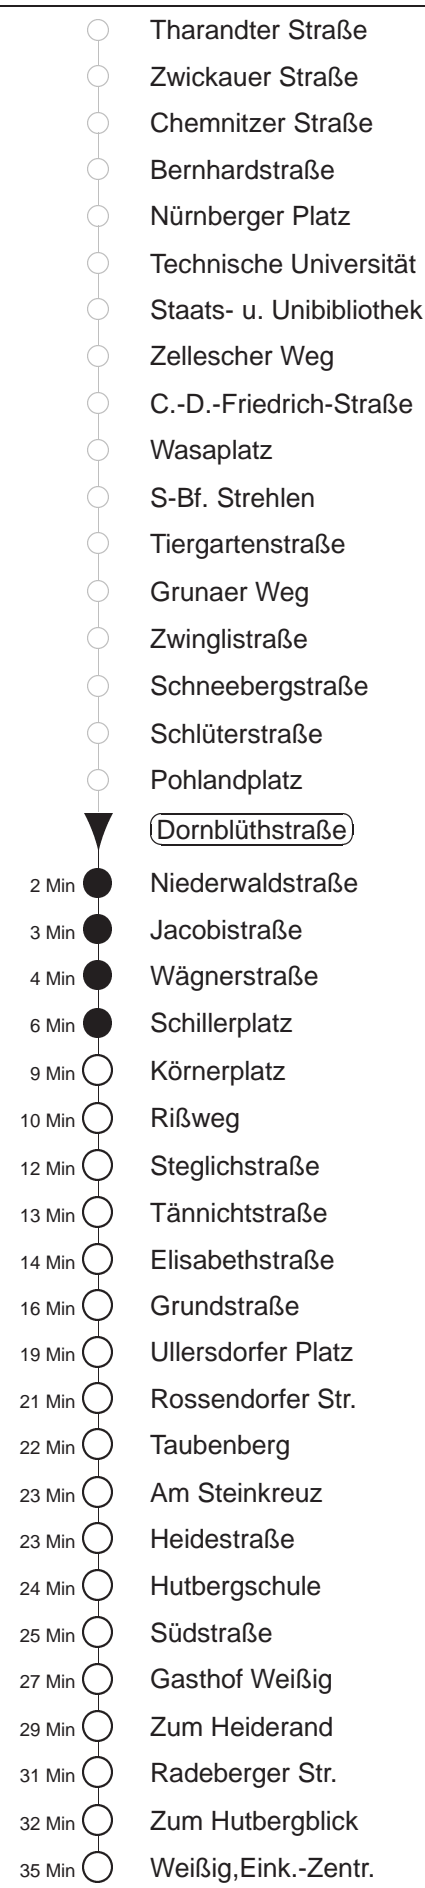 Tharandter Straße
Zwickauer Straße
Chemnitzer Straße
Bernhardstraße
Nürnberger Platz
Technische Universität
Staats- u. Unibibliothek
Zellescher Weg
C.-D.-Friedrich-Straße
Wasaplatz
S-Bf. Strehlen
Tiergartenstraße
Grunaer Weg
Zwinglistraße
Schneebergstraße
Schlüterstraße
Pohlandplatz
Dornblüthstraße
2 Min Niederwaldstraße
3 Min Jacobistraße
4 Min Wägnerstraße
6 Min Schillerplatz
9 Min Körnerplatz
10 Min Rißweg
12 Min Steglichstraße
13 Min Tännichtstraße
14 Min Elisabethstraße
16 Min Grundstraße
19 Min Ullersdorfer Platz
21 Min Rossendorfer Str.
22 Min Taubenberg
23 Min Am Steinkreuz
23 Min Heidestraße
24 Min Hutbergschule
25 Min Südstraße
27 Min Gasthof Weißig
29 Min Zum Heiderand
31 Min Radeberger Str.
32 Min Zum Hutbergblick
35 Min Weißig,Eink.-Zentr.